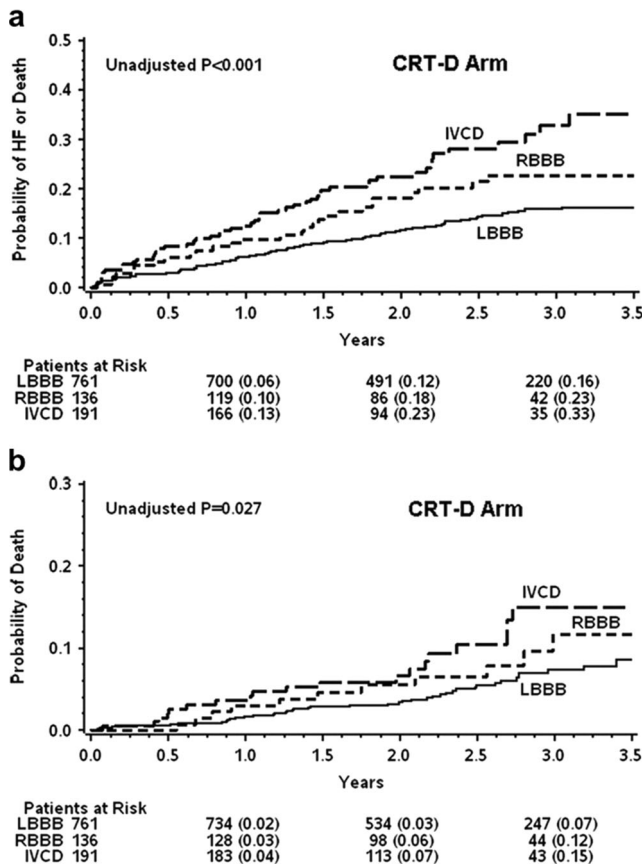 a
Unadjusted P<0.001
CRT-D Arm
Probability of HF or Death
0.5
0.4
0.3
0.2
0.1
0.0
IVCD
RBBB
LBBB
0.0 0.5 1.0 1.5 2.0 2.5 3.0 3.5
Years
Patients at Risk
LBBB 761 700 (0.06) 491 (0.12) 220 (0.16)
RBBB 136 119 (0.10) 86 (0.18) 42 (0.23)
IVCD 191 166 (0.13) 94 (0.23) 35 (0.33)
b
Unadjusted P=0.027
CRT-D Arm
Probability of Death
0.3
0.2
0.1
0.0
IVCD
RBBB
LBBB
0.0 0.5 1.0 1.5 2.0 2.5 3.0 3.5
Years
Patients at Risk
LBBB 761 734 (0.02) 534 (0.03) 247 (0.07)
RBBB 136 128 (0.03) 98 (0.06) 44 (0.12)
IVCD 191 183 (0.04) 113 (0.07) 43 (0.15)